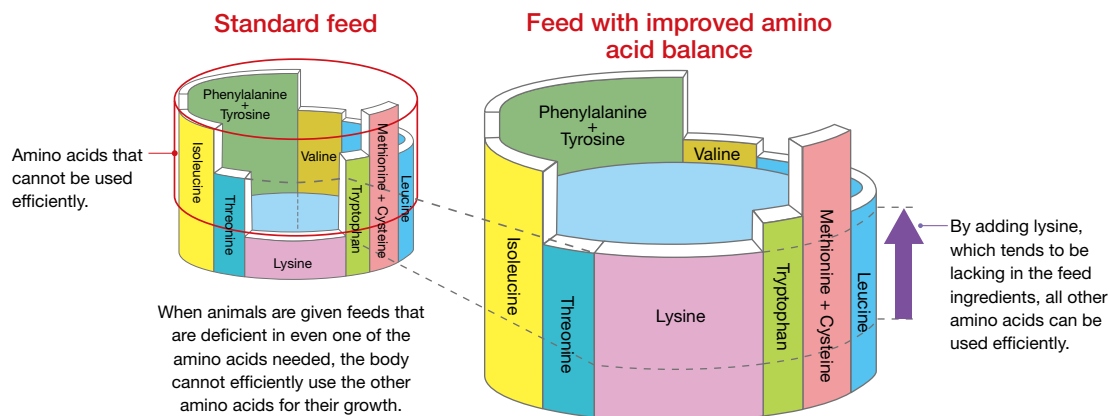 Standard feed
Phenylalanine
+
Tyrosine
Valine
Isoleucine
Threonine
Lysine
Tryptophan
Methionine + Cysteine
Leucine
Amino acids that
cannot be used
efficiently.
When animals are given feeds that
are deficient in even one of the
amino acids needed, the body
cannot efficiently use the other
amino acids for their growth.
Feed with improved amino
acid balance
Phenylalanine
+
Tyrosine
Valine
Isoleucine
Threonine
Lysine
Tryptophan
Methionine + Cysteine
Leucine
By adding lysine,
which tends to be
lacking in the feed
ingredients, all other
amino acids can be
used efficiently.